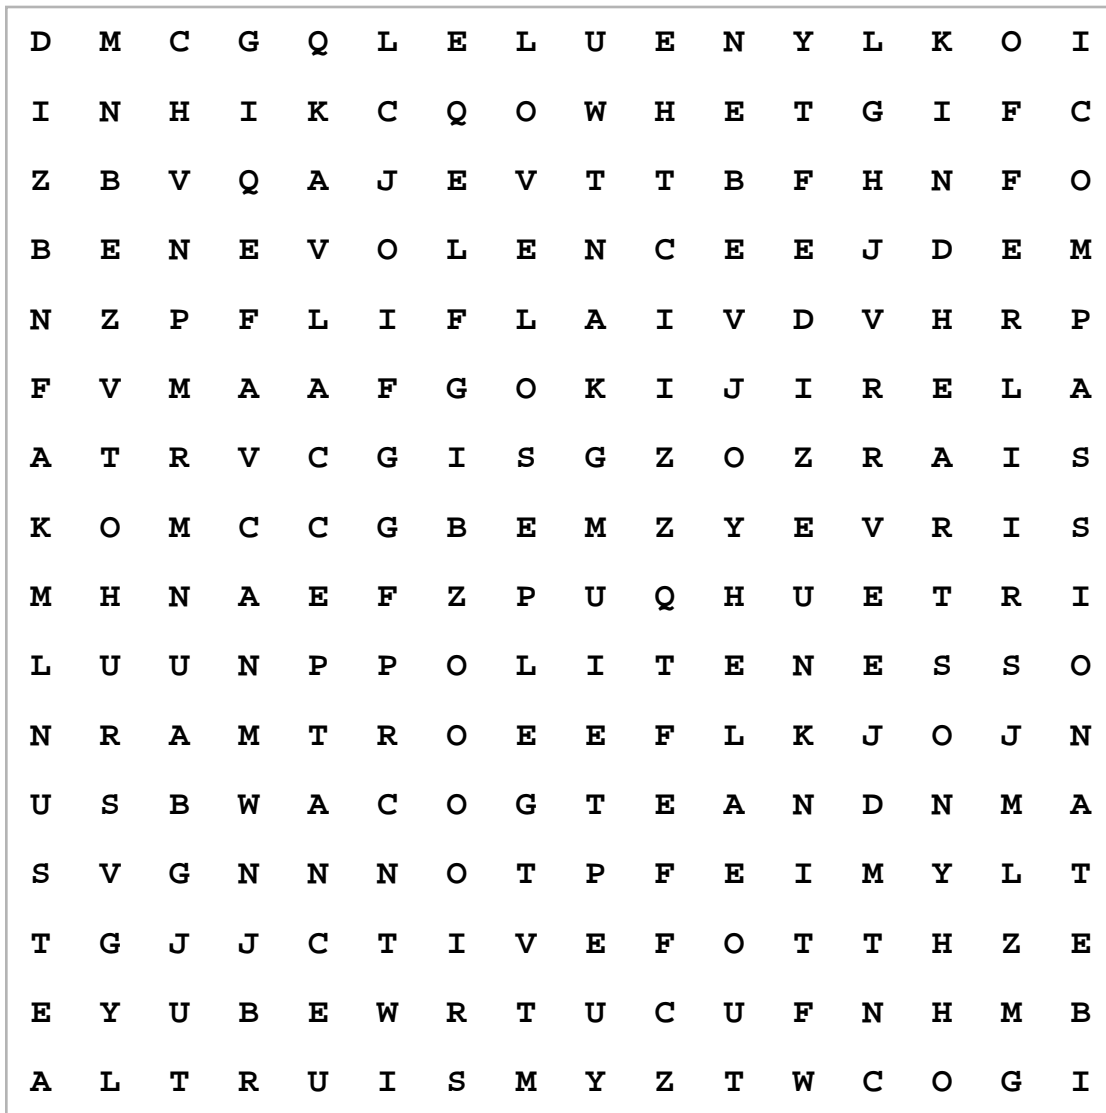 D M C G Q L E L U E N Y L K O I
I N H I K C Q O W H E T G I F C
Z B V Q A J E V T T B F H N F O
B E N E V O L E N C E E J D E M
N Z P F L I F L A I V D V H R P
F V M A A F G O K I J I R E L A
A T R V C G I S G Z O Z R A I S
K O M C C G B E M Z Y E V R I S
M H N A E F Z P U Q H U E T R I
L U U N P P O L I T E N E S S O
N R A M T R O E E F L K J O J N
U S B W A C O G T E A N D N M A
S V G N N N O T P F E I M Y L T
T G J J C T I V E F O T T H Z E
E Y U B E W R T U C U F N H M B
A L T R U I S M Y Z T W C O G I